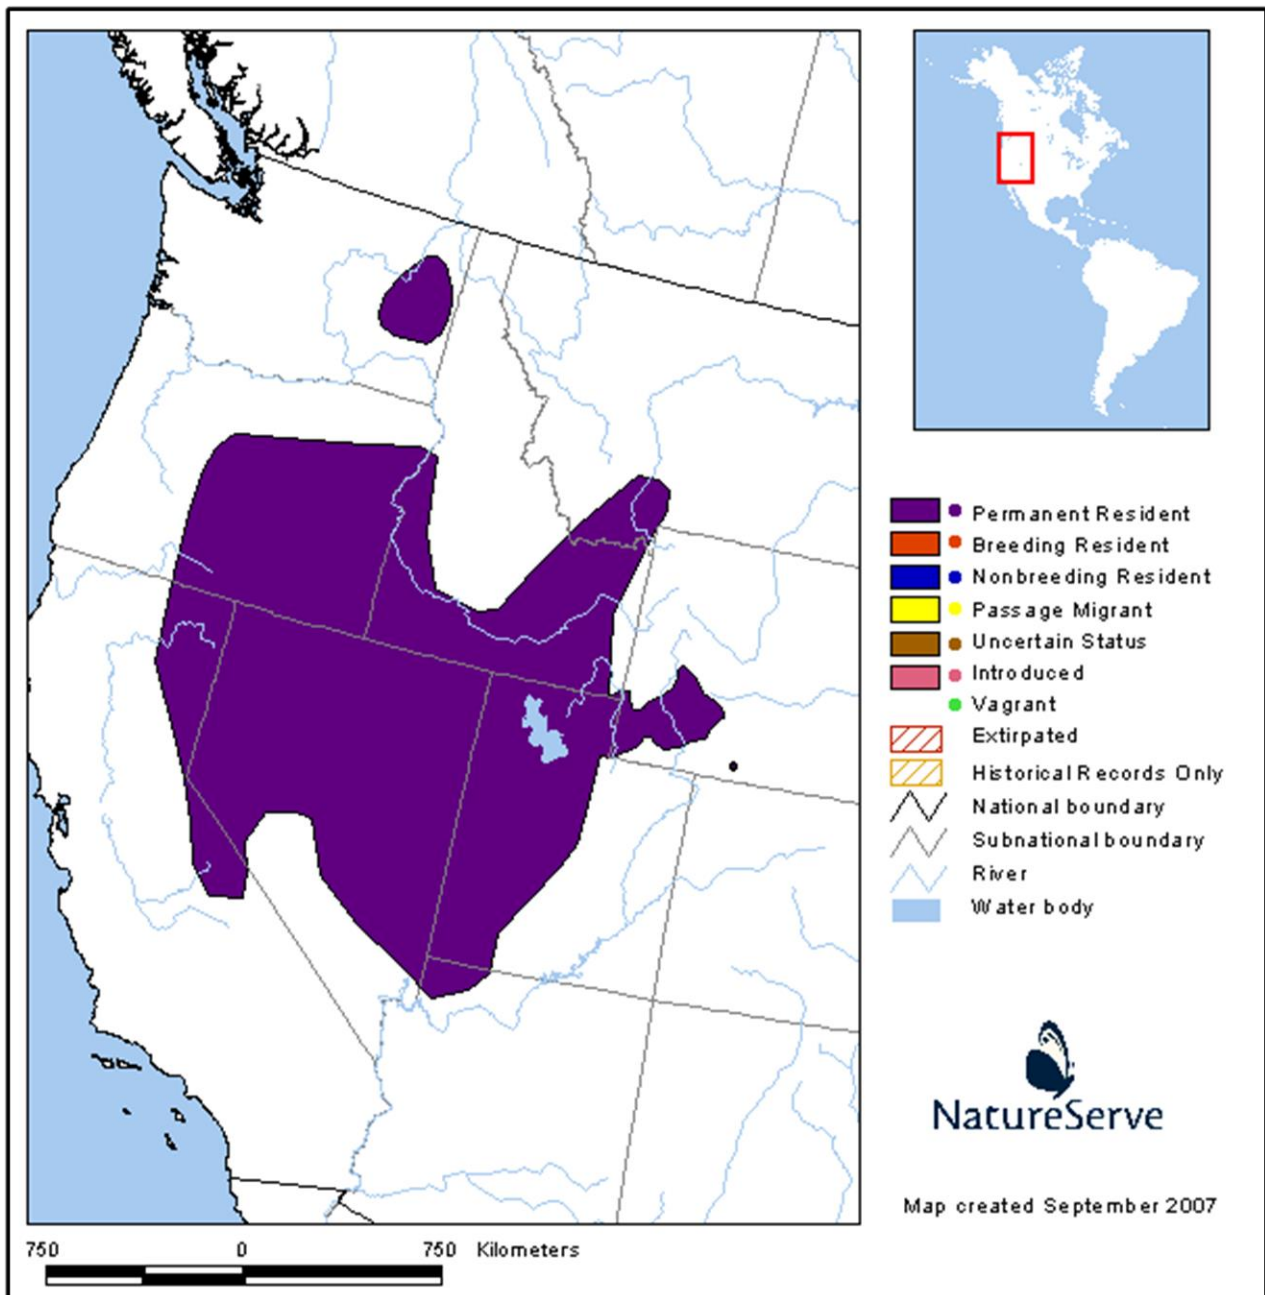 Permanent Resident
Breeding Resident
Nonbreeding Resident
Passage Migrant
Uncertain Status
Introduced
Vagrant
Extirpated
Historical Records Only
National boundary
Subnational boundary
River
Water body
NatureServe
Map created September 2007
750 0 750 Kilometers